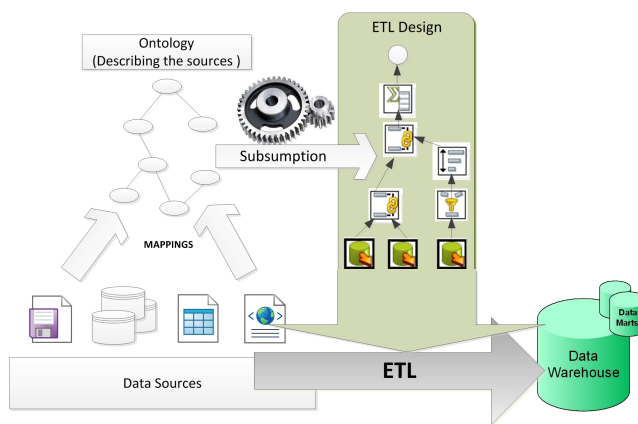 ETL Design
Ontology
(Describing the sources )
Subsumption
MAPPINGS
Data Sources
ETL
Data
Marts
Data
Warehouse